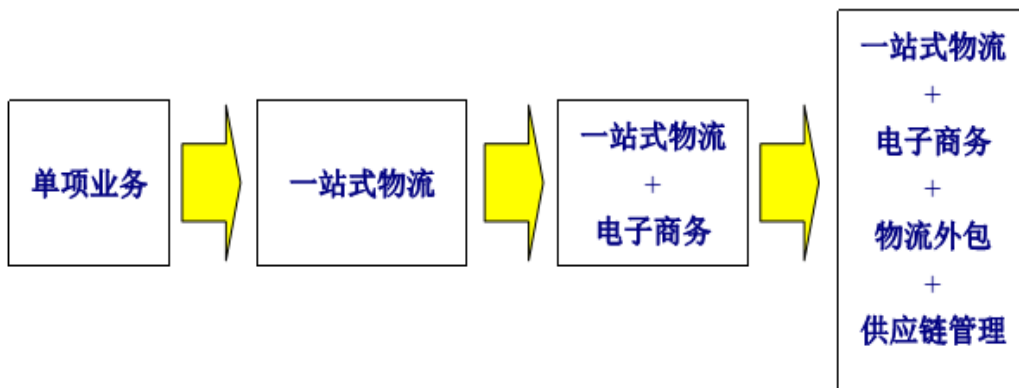 单项业务
一站式物流
一站式物流
+
电子商务
一站式物流
+
电子商务
+
物流外包
+
供应链管理